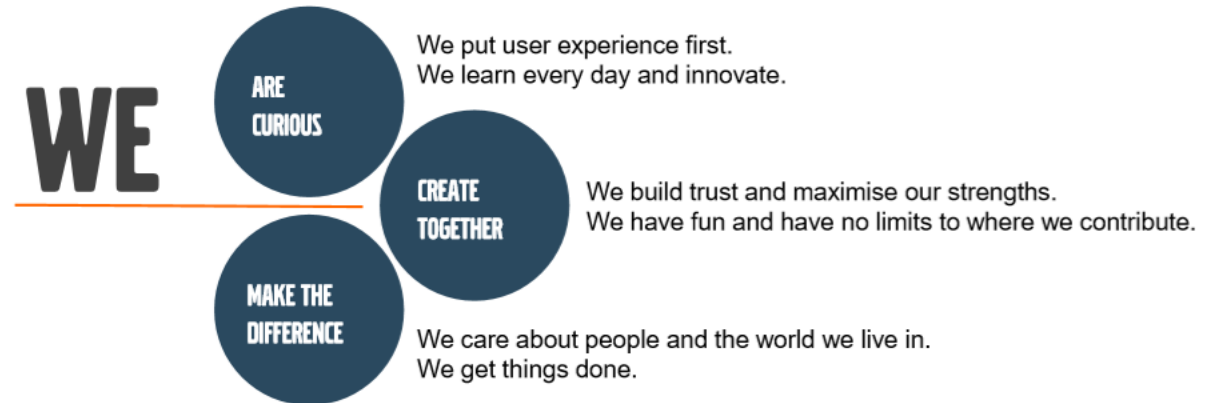 WE
ARE
CURIOUS
We put user experience first.
We learn every day and innovate.
CREATE
TOGETHER
We build trust and maximise our strengths.
We have fun and have no limits to where we contribute.
MAKE THE
DIFFERENCE
We care about people and the world we live in.
We get things done.